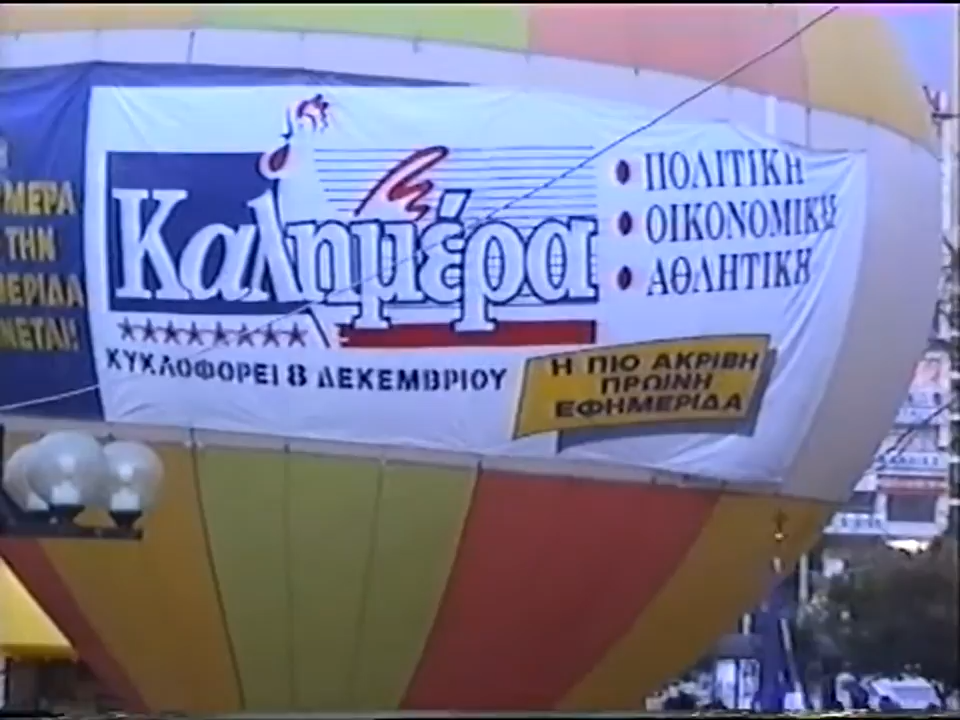 ΜΕΡΑ
ΤΗΝ
ΜΕΡΙΔΑ
ΝΕΤΑΙ!
Καλημέρα
• ΠΟΛΙΤΙΚΗ
• ΟΙΚΟΝΟΜΙΚΗ
• ΑΘΛΗΤΙΚΗ
ΚΥΚΛΟΦΟΡΕΙ 8 ΔΕΚΕΜΒΡΙΟΥ
Η ΠΙΟ ΑΚΡΙΒΗ
ΠΡΩΙΝΗ
ΕΦΗΜΕΡΙΔΑ